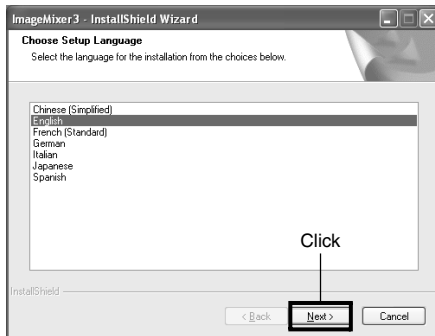 ImageMixer3 - InstallShield Wizard
Choose Setup Language
Select the language for the installation from the choices below.
Chinese (Simplified)
English
French (Standard)
German
Italian
Japanese
Spanish
Click
InstallShield
< Back Next > Cancel